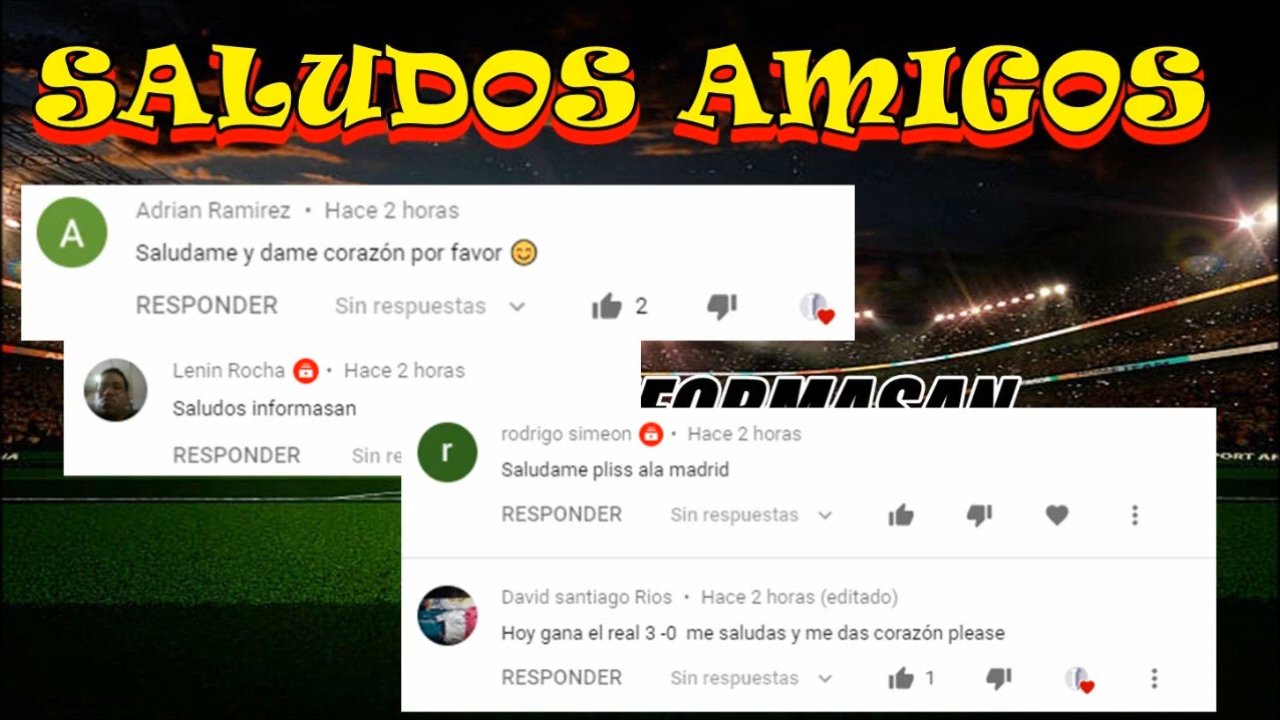 SALUDOS AMIGOS
A
Adrian Ramirez • Hace 2 horas
Saludame y dame corazón por favor 😊
RESPONDER Sin respuestas 2
Lenin Rocha • Hace 2 horas
Saludos informasan
RESPONDER Sin re
FORMASAN
r
rodrigo simeon • Hace 2 horas
Saludame pliss ala madrid
RESPONDER Sin respuestas
David santiago Rios • Hace 2 horas (editado)
Hoy gana el real 3 -0 me saludas y me das corazón please
RESPONDER Sin respuestas 1